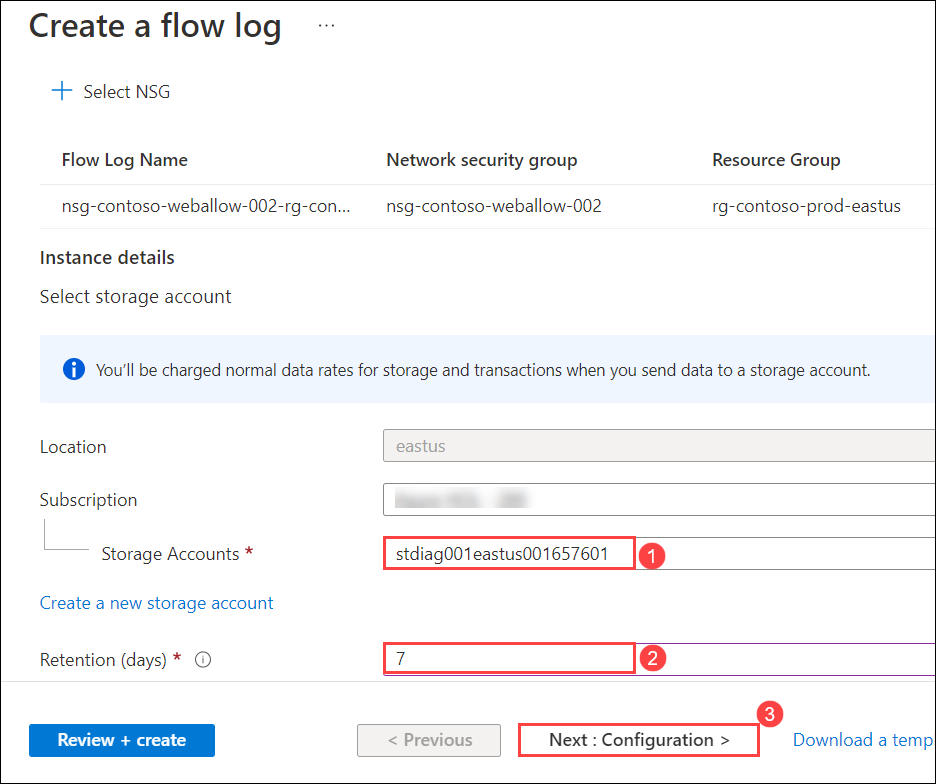 Create a flow log ...
+ Select NSG
Flow Log Name Network security group Resource Group
nsg-contoso-weballow-002-rg-con... nsg-contoso-weballow-002 rg-contoso-prod-eastus
Instance details
Select storage account
You'll be charged normal data rates for storage and transactions when you send data to a storage account.
Location eastus
Subscription
Storage Accounts * stdiag001eastus001657601 1
Create a new storage account
Retention (days) * 7 2
3
Review + create < Previous Next : Configuration > Download a temp